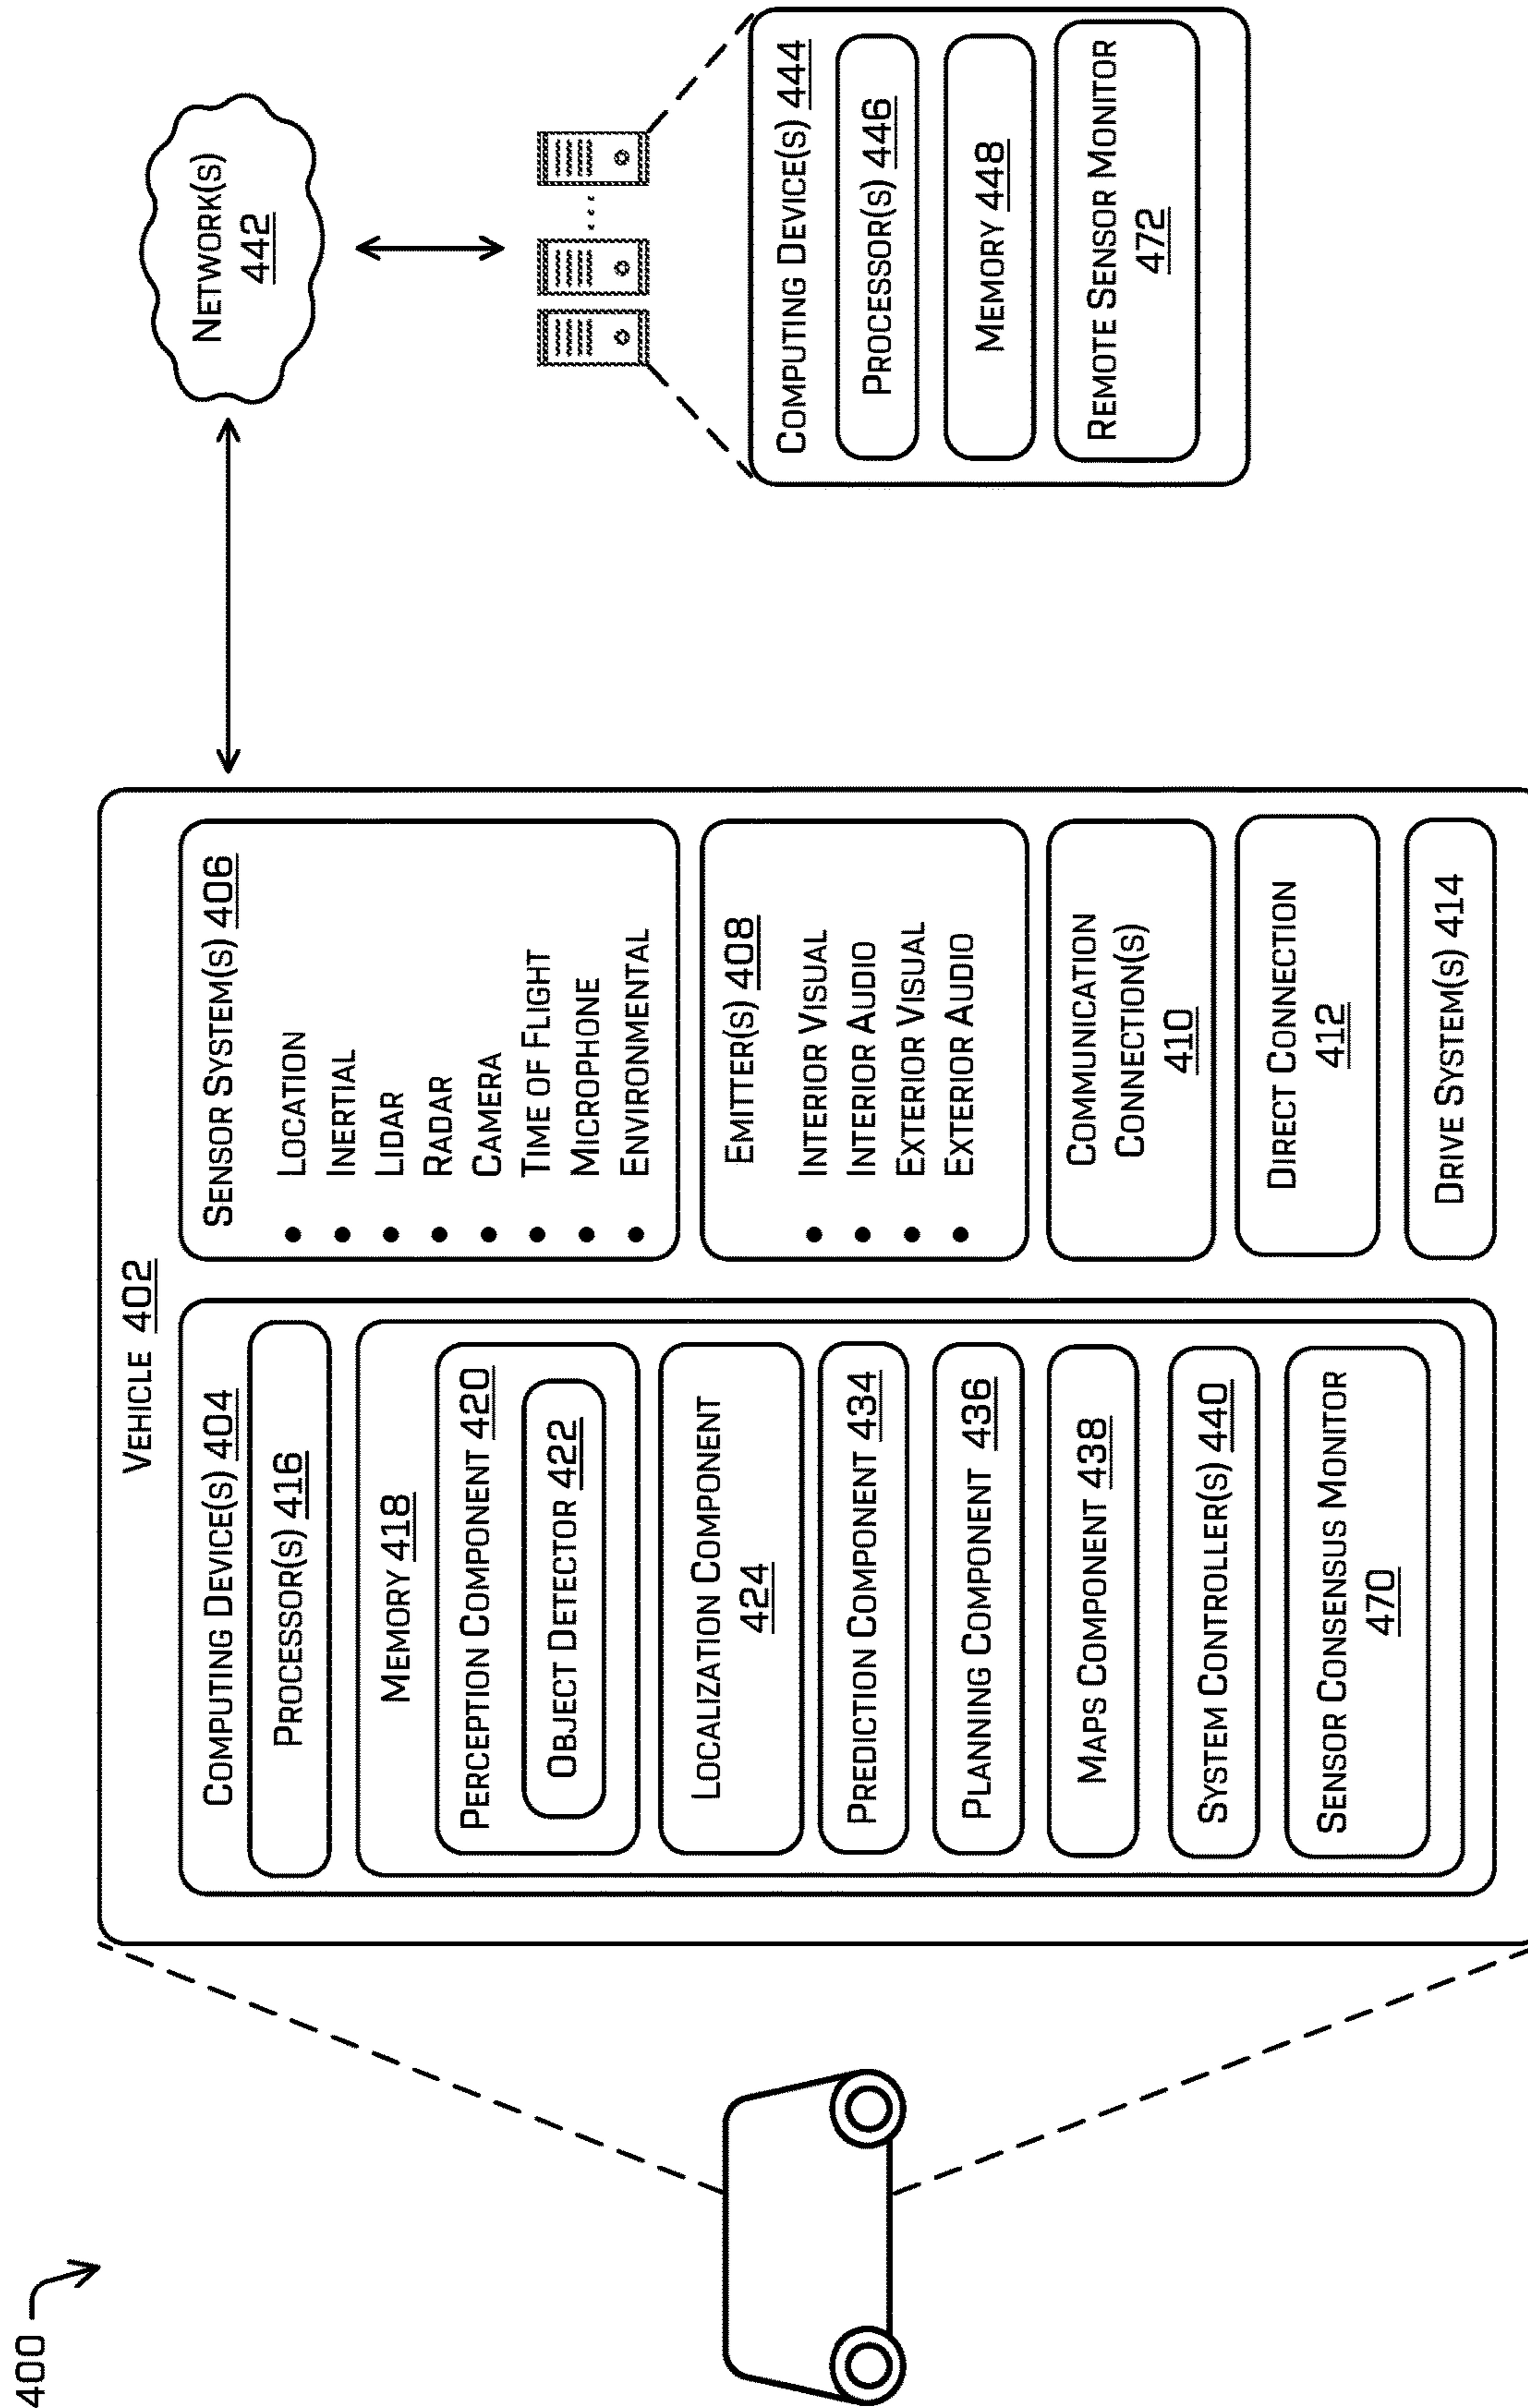 400
VEHICLE 402
COMPUTING DEVICE(S) 404
PROCESSOR(S) 416
MEMORY 418
PERCEPTION COMPONENT 420
OBJECT DETECTOR 422
LOCALIZATION COMPONENT
424
PREDICTION COMPONENT 434
PLANNING COMPONENT 436
MAPS COMPONENT 438
SYSTEM CONTROLLER(S) 440
SENSOR CONSENSUS MONITOR
470
SENSOR SYSTEM(S) 406
• LOCATION
• INERTIAL
• LIDAR
• RADAR
• CAMERA
• TIME OF FLIGHT
• MICROPHONE
• ENVIRONMENTAL
EMITTER(S) 408
• INTERIOR VISUAL
• INTERIOR AUDIO
• EXTERIOR VISUAL
• EXTERIOR AUDIO
COMMUNICATION
CONNECTION(S)
410
DIRECT CONNECTION
412
DRIVE SYSTEM(S) 414
NETWORK(S)
442
COMPUTING DEVICE(S) 444
PROCESSOR(S) 446
MEMORY 448
REMOTE SENSOR MONITOR
472